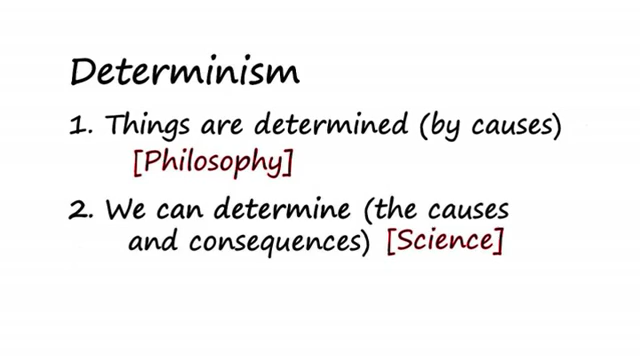 Determinism
1. Things are determined (by causes)
[Philosophy]
2. We can determine (the causes
and consequences) [Science]